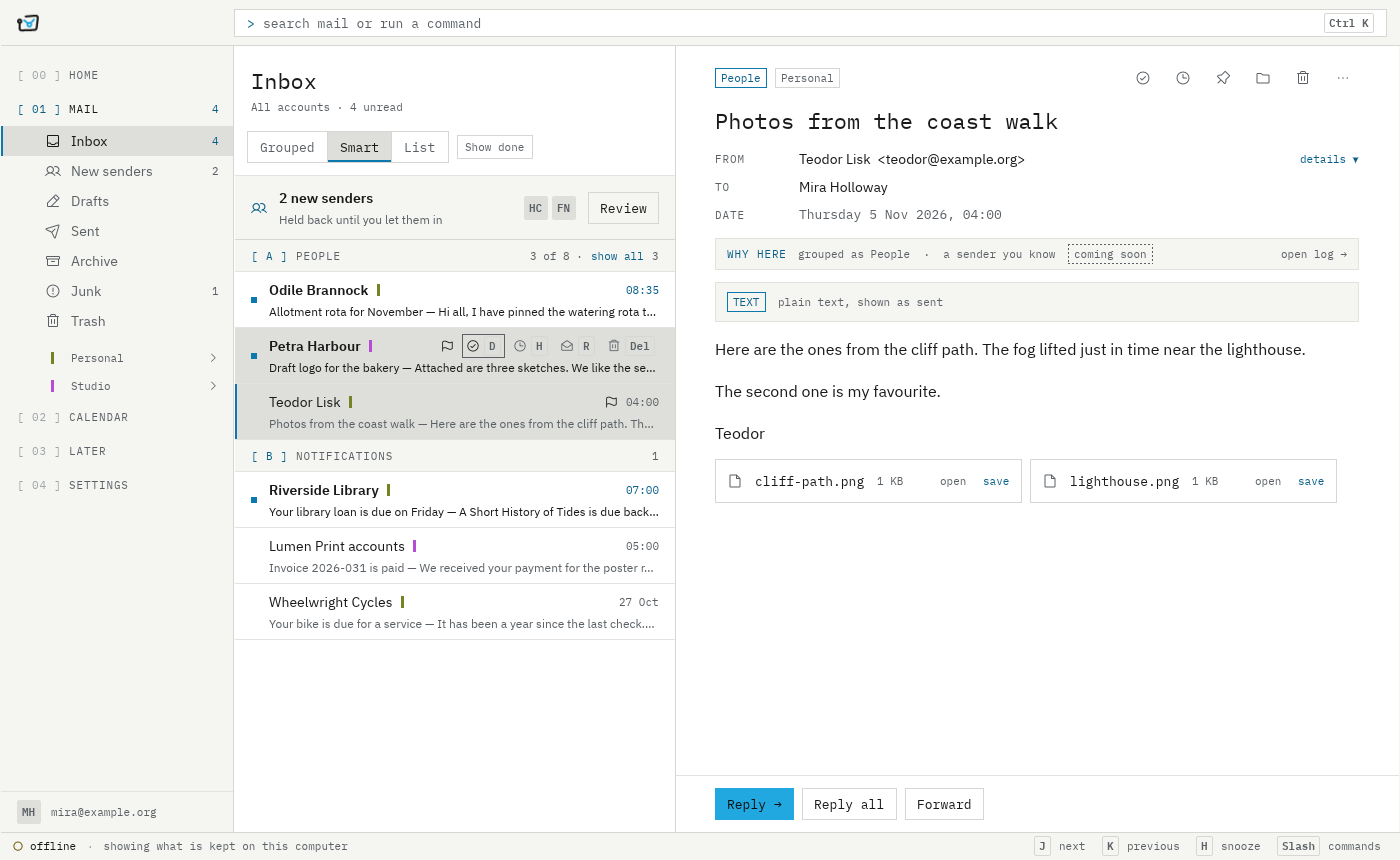 > search mail or run a command Ctrl K
[ 00 ] HOME
[ 01 ] MAIL 4
Inbox 4
New senders 2
Drafts
Sent
Archive
Junk 1
Trash
Personal
Studio
[ 02 ] CALENDAR
[ 03 ] LATER
[ 04 ] SETTINGS
MH mira@example.org
Inbox
All accounts · 4 unread
Grouped Smart List Show done
2 new senders
Held back until you let them in
HC FN Review
[ A ] PEOPLE 3 of 8 · show all 3
Odile Brannock 08:35
Allotment rota for November — Hi all, I have pinned the watering rota t…
Petra Harbour D H R Del
Draft logo for the bakery — Attached are three sketches. We like the se…
Teodor Lisk 04:00
Photos from the coast walk — Here are the ones from the cliff path. Th…
[ B ] NOTIFICATIONS 1
Riverside Library 07:00
Your library loan is due on Friday — A Short History of Tides is due back…
Lumen Print accounts 05:00
Invoice 2026-031 is paid — We received your payment for the poster r…
Wheelwright Cycles 27 Oct
Your bike is due for a service — It has been a year since the last check.…
People Personal
Photos from the coast walk
FROM Teodor Lisk <teodor@example.org> details ▾
TO Mira Holloway
DATE Thursday 5 Nov 2026, 04:00
WHY HERE grouped as People · a sender you know coming soon open log →
TEXT plain text, shown as sent
Here are the ones from the cliff path. The fog lifted just in time near the lighthouse.
The second one is my favourite.
Teodor
cliff-path.png 1 KB open save
lighthouse.png 1 KB open save
Reply → Reply all Forward
offline · showing what is kept on this computer
J next K previous H snooze Slash commands